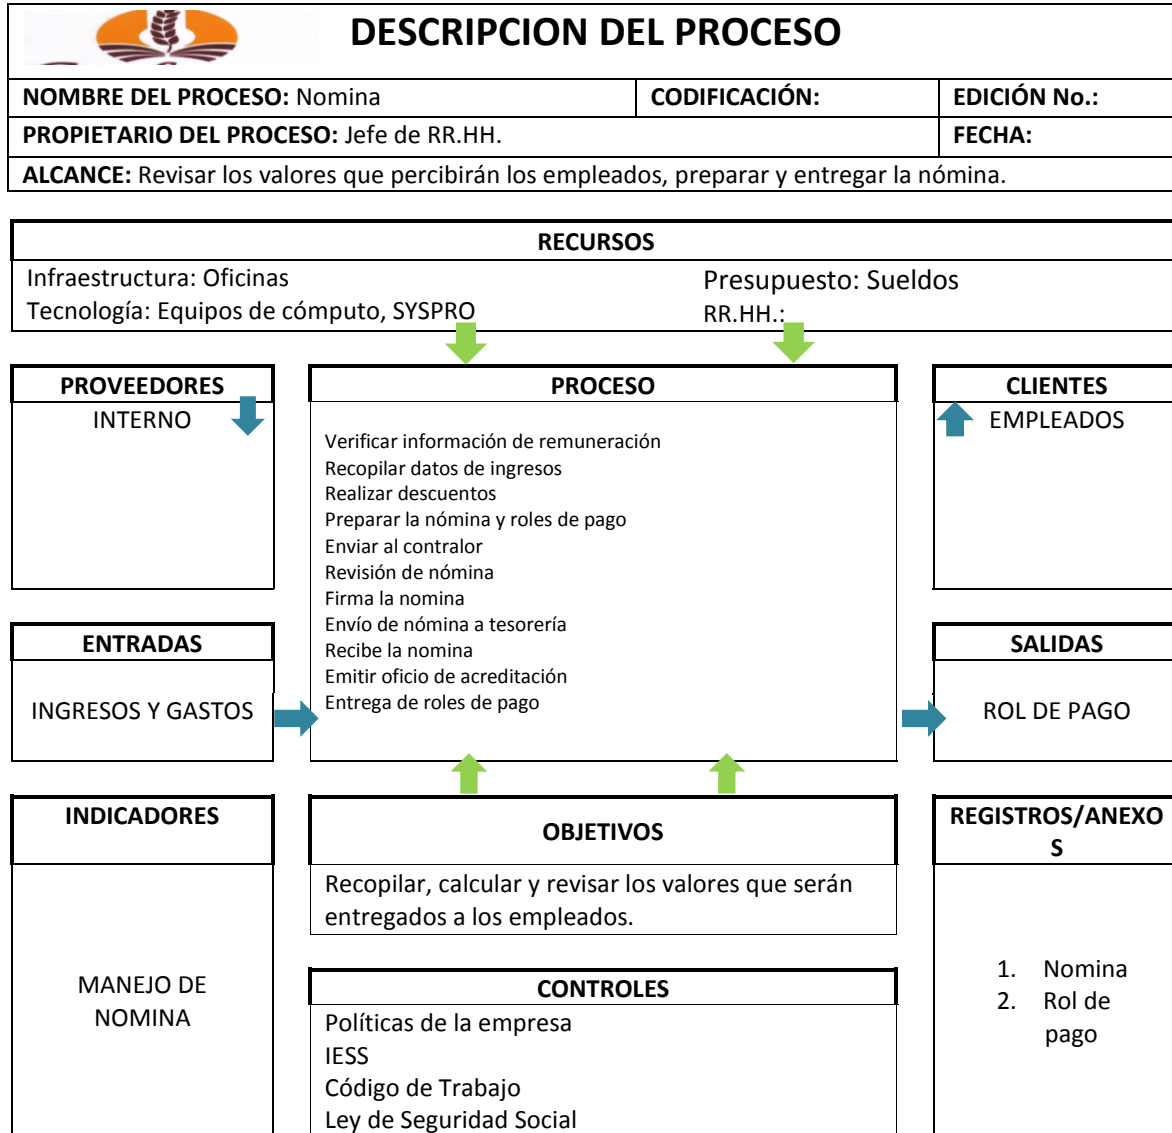 DESCRIPCION DEL PROCESO
NOMBRE DEL PROCESO: Nomina
CODIFICACIÓN:
EDICIÓN No.:
PROPIETARIO DEL PROCESO: Jefe de RR.HH.
FECHA:
ALCANCE: Revisar los valores que percibirán los empleados, preparar y entregar la nómina.
RECURSOS
Infraestructura: Oficinas
Tecnología: Equipos de cómputo, SYSPRO
Presupuesto: Sueldos
RR.HH.:
PROVEEDORES
INTERNO
PROCESO
Verificar información de remuneración
Recopilar datos de ingresos
Realizar descuentos
Preparar la nómina y roles de pago
Enviar al contralor
Revisión de nómina
Firma la nomina
Envío de nómina a tesorería
Recibe la nomina
Emitir oficio de acreditación
Entrega de roles de pago
CLIENTES
EMPLEADOS
ENTRADAS
INGRESOS Y GASTOS
SALIDAS
ROL DE PAGO
INDICADORES
MANEJO DE
NOMINA
OBJETIVOS
Recopilar, calcular y revisar los valores que serán
entregados a los empleados.
CONTROLES
Políticas de la empresa
IESS
Código de Trabajo
Ley de Seguridad Social
REGISTROS/ANEXO
S
1. Nomina
2. Rol de
pago